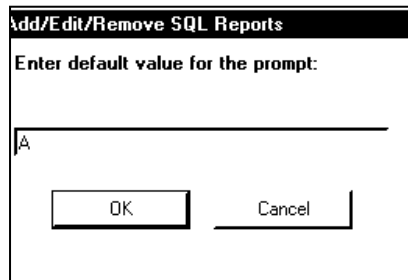 Add/Edit/Remove SQL Reports
Enter default value for the prompt:
A
OK
Cancel